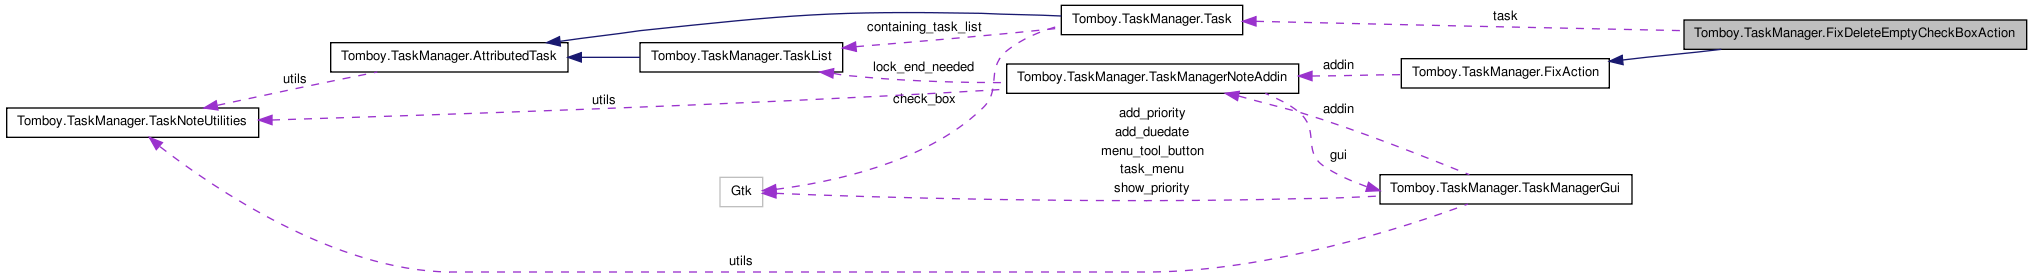 Tomboy.TaskManager.Task
task
Tomboy.TaskManager.FixDeleteEmptyCheckBoxAction
containing_task_list
Tomboy.TaskManager.AttributedTask
Tomboy.TaskManager.TaskList
lock_end_needed
Tomboy.TaskManager.TaskManagerNoteAddin
addin
Tomboy.TaskManager.FixAction
utils
utils
check_box
addin
Tomboy.TaskManager.TaskNoteUtilities
add_priority
add_duedate
menu_tool_button
task_menu
show_priority
gui
Gtk
Tomboy.TaskManager.TaskManagerGui
utils